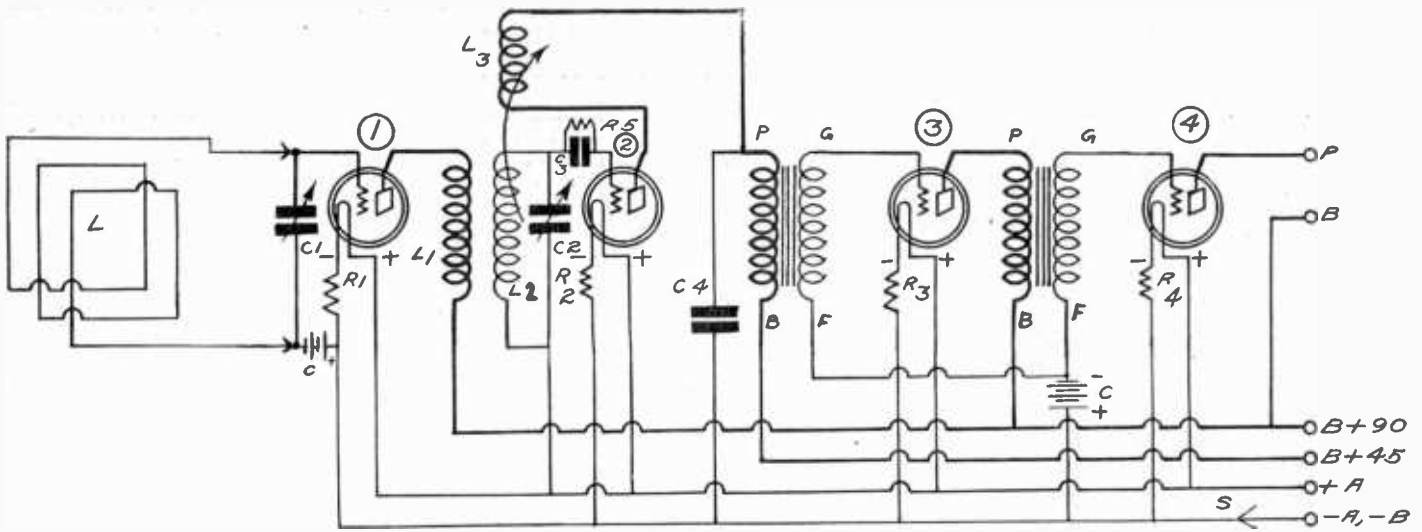 L3
1
R5
2
C3
P
G
3
P
G
4
P
L
C1
-
+
R1
L1
L2
C2
-
+
R2
C4
B
F
-
+
R3
B
F
-
+
R4
B
C
+
-
C
+
B+90
B+45
+A
S
-A,-B